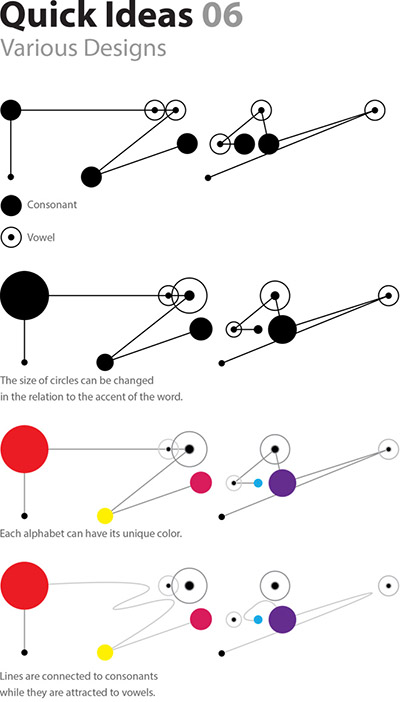 Quick Ideas 06
Various Designs
Consonant
Vowel
The size of circles can be changed
in the relation to the accent of the word.
Each alphabet can have its unique color.
Lines are connected to consonants
while they are attracted to vowels.